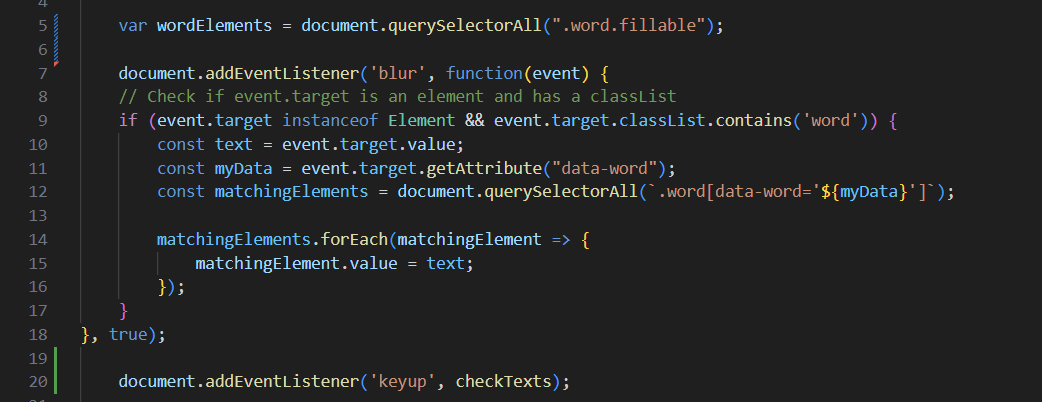 5 var wordElements = document.querySelectorAll(".word.fillable");
6
7 document.addEventListener('blur', function(event) {
8 // Check if event.target is an element and has a classList
9 if (event.target instanceof Element && event.target.classList.contains('word')) {
10 const text = event.target.value;
11 const myData = event.target.getAttribute("data-word");
12 const matchingElements = document.querySelectorAll(`.word[data-word='${myData}']`);
13
14 matchingElements.forEach(matchingElement => {
15 matchingElement.value = text;
16 });
17 }
18 }, true);
19
20 document.addEventListener('keyup', checkTexts);